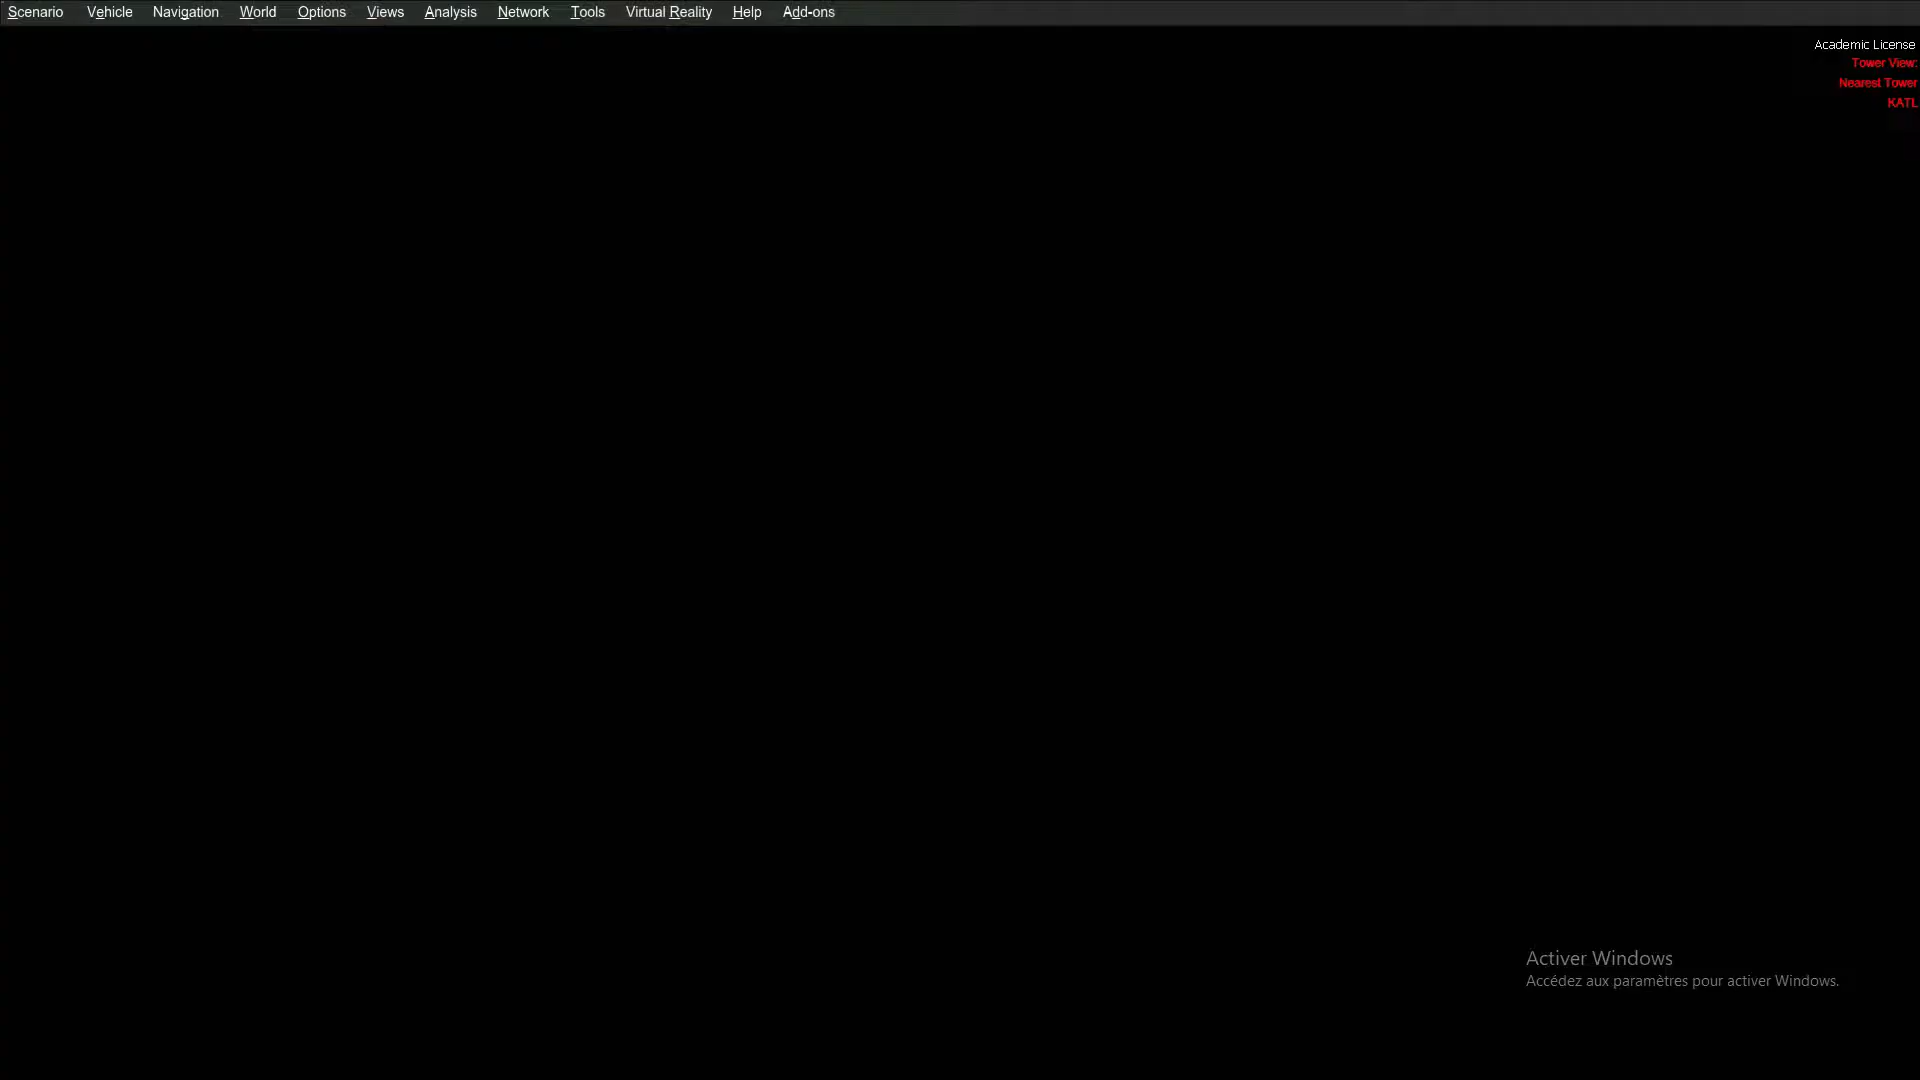 Scenario Vehicle Navigation World Options Views Analysis Network Tools Virtual Reality Help Add-ons
Academic License
Tower View:
Nearest Tower
KATL
Activer Windows
Accédez aux paramètres pour activer Windows.